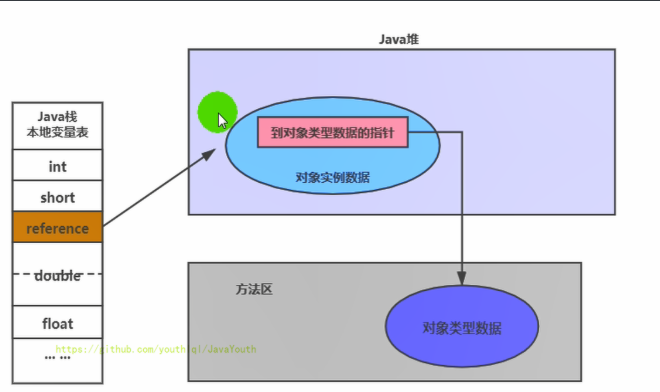 Java堆
Java栈
本地变量表
int
short
reference
double
float
... ...
到对象类型数据的指针
对象实例数据
方法区
对象类型数据
https://github.com/youthlql/JavaYouth